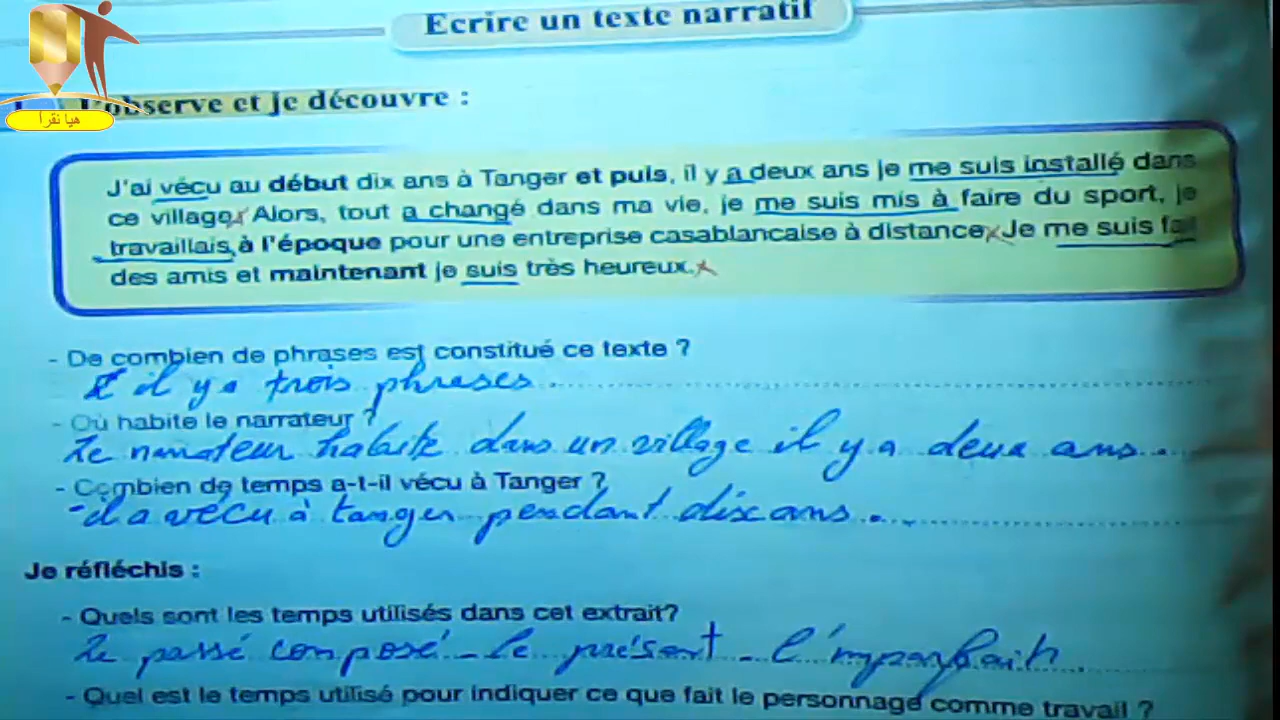 Ecrire un texte narratif
هيا نقرأ
J'observe et je découvre :
J'ai vécu au début dix ans à Tanger et puis, il y a deux ans je me suis installé dans
ce village. Alors, tout a changé dans ma vie, je me suis mis à faire du sport, je
travaillais à l'époque pour une entreprise casablancaise à distance. Je me suis fait
des amis et maintenant je suis très heureux.
- De combien de phrases est constitué ce texte ?
il y a trois phrases
- Où habite le narrateur ?
Le narrateur habite dans un village il y a deux ans.
- Combien de temps a-t-il vécu à Tanger ?
- il a vécu à tanger pendant dix ans.
Je réfléchis :
- Quels sont les temps utilisés dans cet extrait?
Le passé composé - le présent - l'imparfait.
- Quel est le temps utilisé pour indiquer ce que fait le personnage comme travail ?